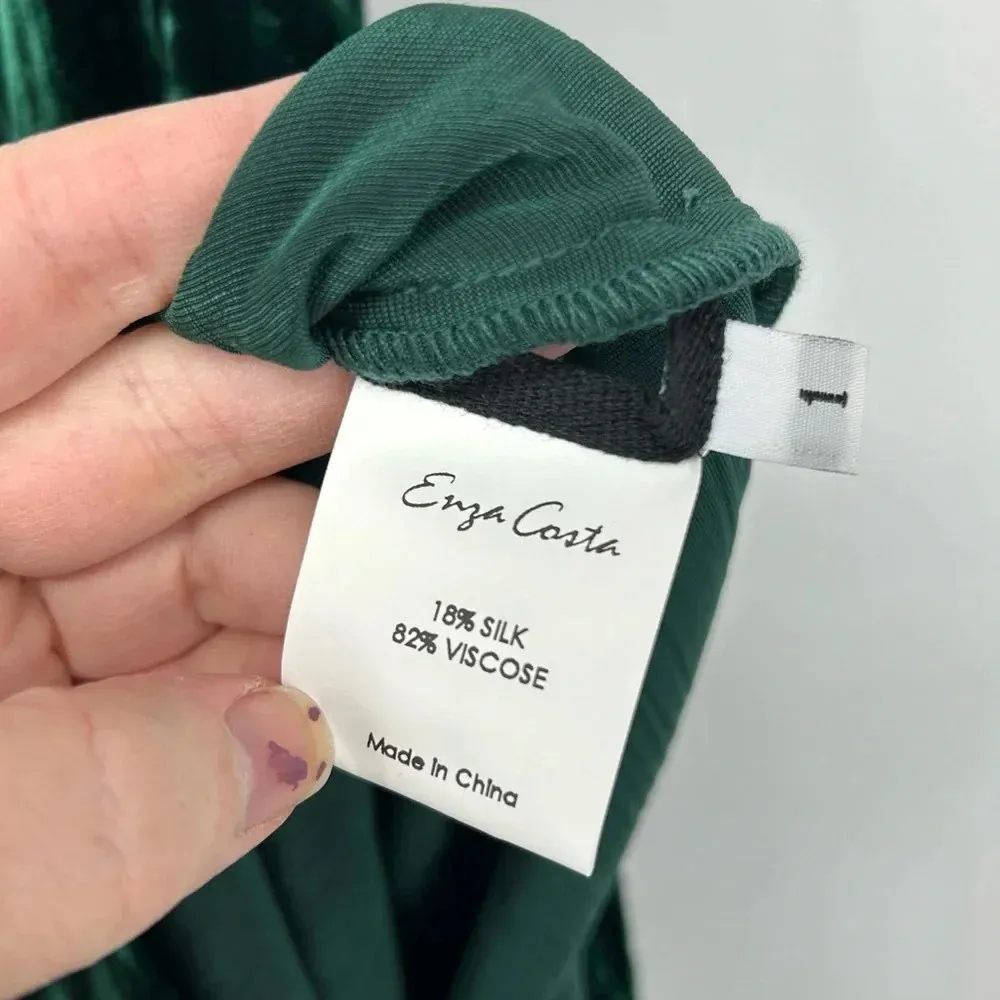 1
Enza Costa
18% SILK
82% VISCOSE
Made in China